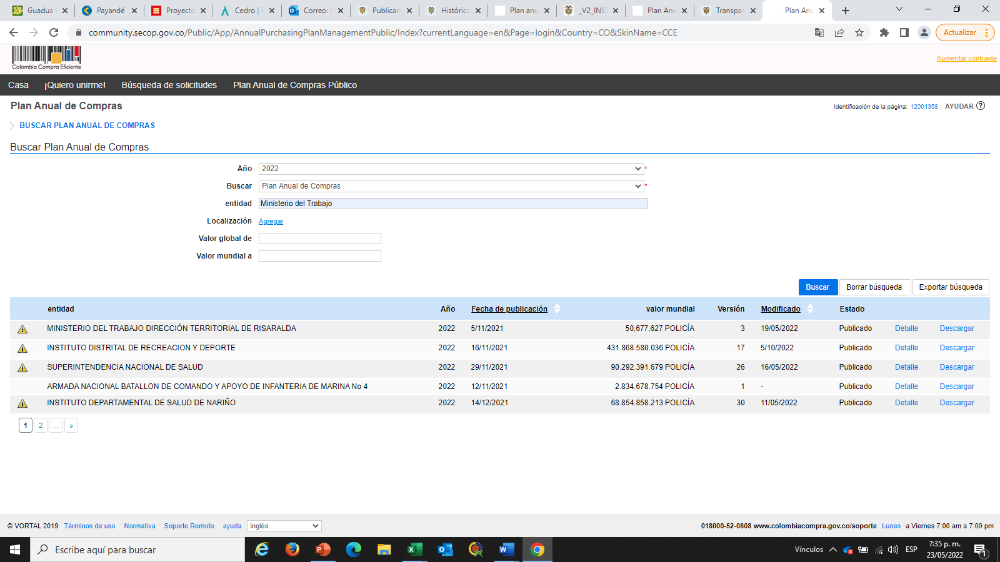 Guadua
Payandé
Proyecto
Cedro |
Correo:
Publicac
Histórico
Plan anu
_V2_INS
Plan Anu
Transpar
Plan Anu
community.secop.gov.co/Public/App/AnnualPurchasingPlanManagementPublic/Index?currentLanguage=en&Page=login&Country=CO&SkinName=CCE
Actualizar
Colombia Compra Eficiente
Aumentar contraste
Casa ¡Quiero unirme! Búsqueda de solicitudes Plan Anual de Compras Público
Plan Anual de Compras
Identificación de la página: 12001358 AYUDAR ?
BUSCAR PLAN ANUAL DE COMPRAS
Buscar Plan Anual de Compras
Año 2022 *
Buscar Plan Anual de Compras *
entidad Ministerio del Trabajo
Localización Agregar
Valor global de
Valor mundial a
Buscar Borrar búsqueda Exportar búsqueda
entidad Año Fecha de publicación valor mundial Versión Modificado Estado
MINISTERIO DEL TRABAJO DIRECCIÓN TERRITORIAL DE RISARALDA 2022 5/11/2021 50,677,627 POLICÍA 3 19/05/2022 Publicado Detalle Descargar
INSTITUTO DISTRITAL DE RECREACION Y DEPORTE 2022 16/11/2021 431.868.580.036 POLICÍA 17 5/10/2022 Publicado Detalle Descargar
SUPERINTENDENCIA NACIONAL DE SALUD 2022 29/11/2021 90.292.391.679 POLICÍA 26 16/05/2022 Publicado Detalle Descargar
ARMADA NACIONAL BATALLON DE COMANDO Y APOYO DE INFANTERIA DE MARINA No 4 2022 12/11/2021 2.834.678.754 POLICÍA 1 - Publicado Detalle Descargar
INSTITUTO DEPARTAMENTAL DE SALUD DE NARIÑO 2022 14/12/2021 68.854.858.213 POLICÍA 30 11/05/2022 Publicado Detalle Descargar
1 2 ... »
© VORTAL 2019 Términos de uso Normativa Soporte Remoto ayuda inglés
018000-52-0808 www.colombiacompra.gov.co/soporte Lunes a Viernes 7:00 am a 7:00 pm
Escribe aquí para buscar
Vínculos ESP
7:35 p. m.
23/05/2022
1